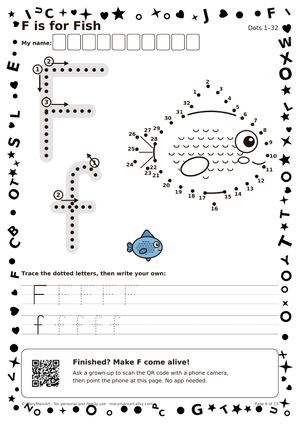 F is for Fish
Dots 1–32
My name:
Trace the dotted letters, then write your own:
F F F F F
f f f f f
Finished? Make F come alive!
Ask a grown-up to scan the QR code with a phone camera,
then point the phone at this page. No app needed.